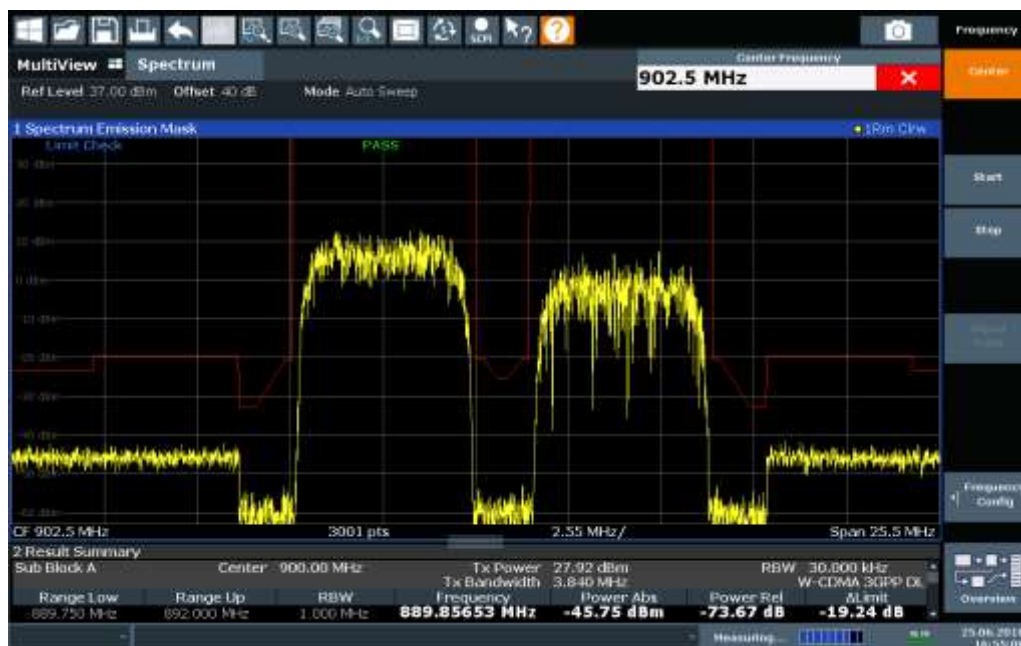 SCPI
Frequency
MultiView Spectrum
Center Frequency
902.5 MHz
Center
Ref Level 37.00 dBm Offset 40 dB Mode Auto Sweep
1 Spectrum Emission Mask
1Rm Clrw
Limit Check PASS
Start
Stop
Frequency
Config
CF 902.5 MHz 3001 pts 2.55 MHz/ Span 25.5 MHz
2 Result Summary
Sub Block A Center 900.00 MHz Tx Power 27.92 dBm RBW 30.000 kHz
Tx Bandwidth 3.840 MHz W-CDMA 3GPP DL
Range Low Range Up RBW Frequency Power Abs Power Rel ΔLimit
-889.750 MHz 892.000 MHz 1.000 MHz 889.85653 MHz -45.75 dBm -73.67 dB -19.24 dB
Overview
Measuring...